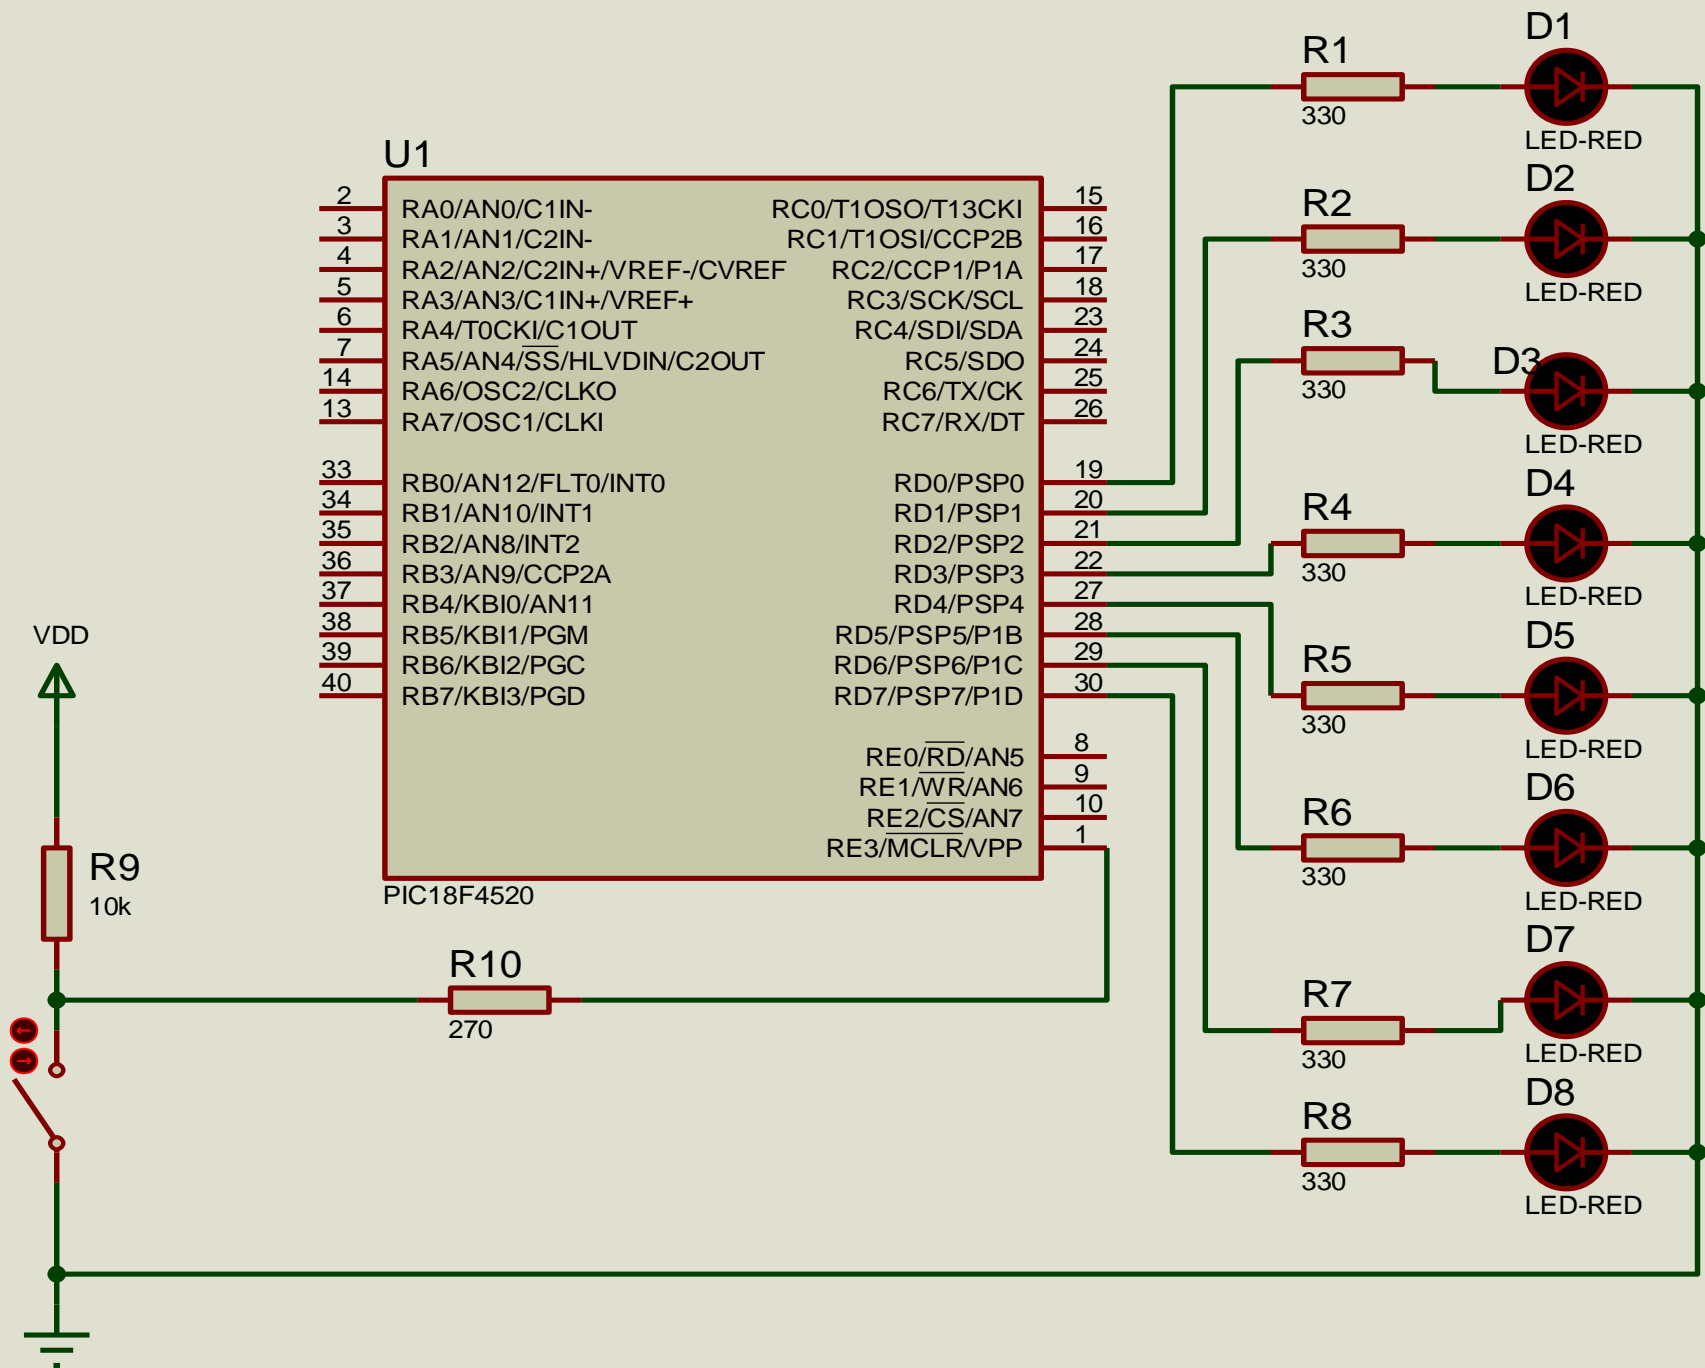 U1
2 RA0/AN0/C1IN-
3 RA1/AN1/C2IN-
4 RA2/AN2/C2IN+/VREF-/CVREF
5 RA3/AN3/C1IN+/VREF+
6 RA4/T0CKI/C1OUT
7 RA5/AN4/SS/HLVDIN/C2OUT
14 RA6/OSC2/CLKO
13 RA7/OSC1/CLKI
33 RB0/AN12/FLT0/INT0
34 RB1/AN10/INT1
35 RB2/AN8/INT2
36 RB3/AN9/CCP2A
37 RB4/KBI0/AN11
38 RB5/KBI1/PGM
39 RB6/KBI2/PGC
40 RB7/KBI3/PGD
RC0/T1OSO/T13CKI 15
RC1/T1OSI/CCP2B 16
RC2/CCP1/P1A 17
RC3/SCK/SCL 18
RC4/SDI/SDA 23
RC5/SDO 24
RC6/TX/CK 25
RC7/RX/DT 26
RD0/PSP0 19
RD1/PSP1 20
RD2/PSP2 21
RD3/PSP3 22
RD4/PSP4 27
RD5/PSP5/P1B 28
RD6/PSP6/P1C 29
RD7/PSP7/P1D 30
RE0/RD/AN5 8
RE1/WR/AN6 9
RE2/CS/AN7 10
RE3/MCLR/VPP 1
PIC18F4520
VDD
R9
10k
R10
270
R1
330
D1
LED-RED
R2
330
D2
LED-RED
R3
330
D3
LED-RED
R4
330
D4
LED-RED
R5
330
D5
LED-RED
R6
330
D6
LED-RED
R7
330
D7
LED-RED
R8
330
D8
LED-RED